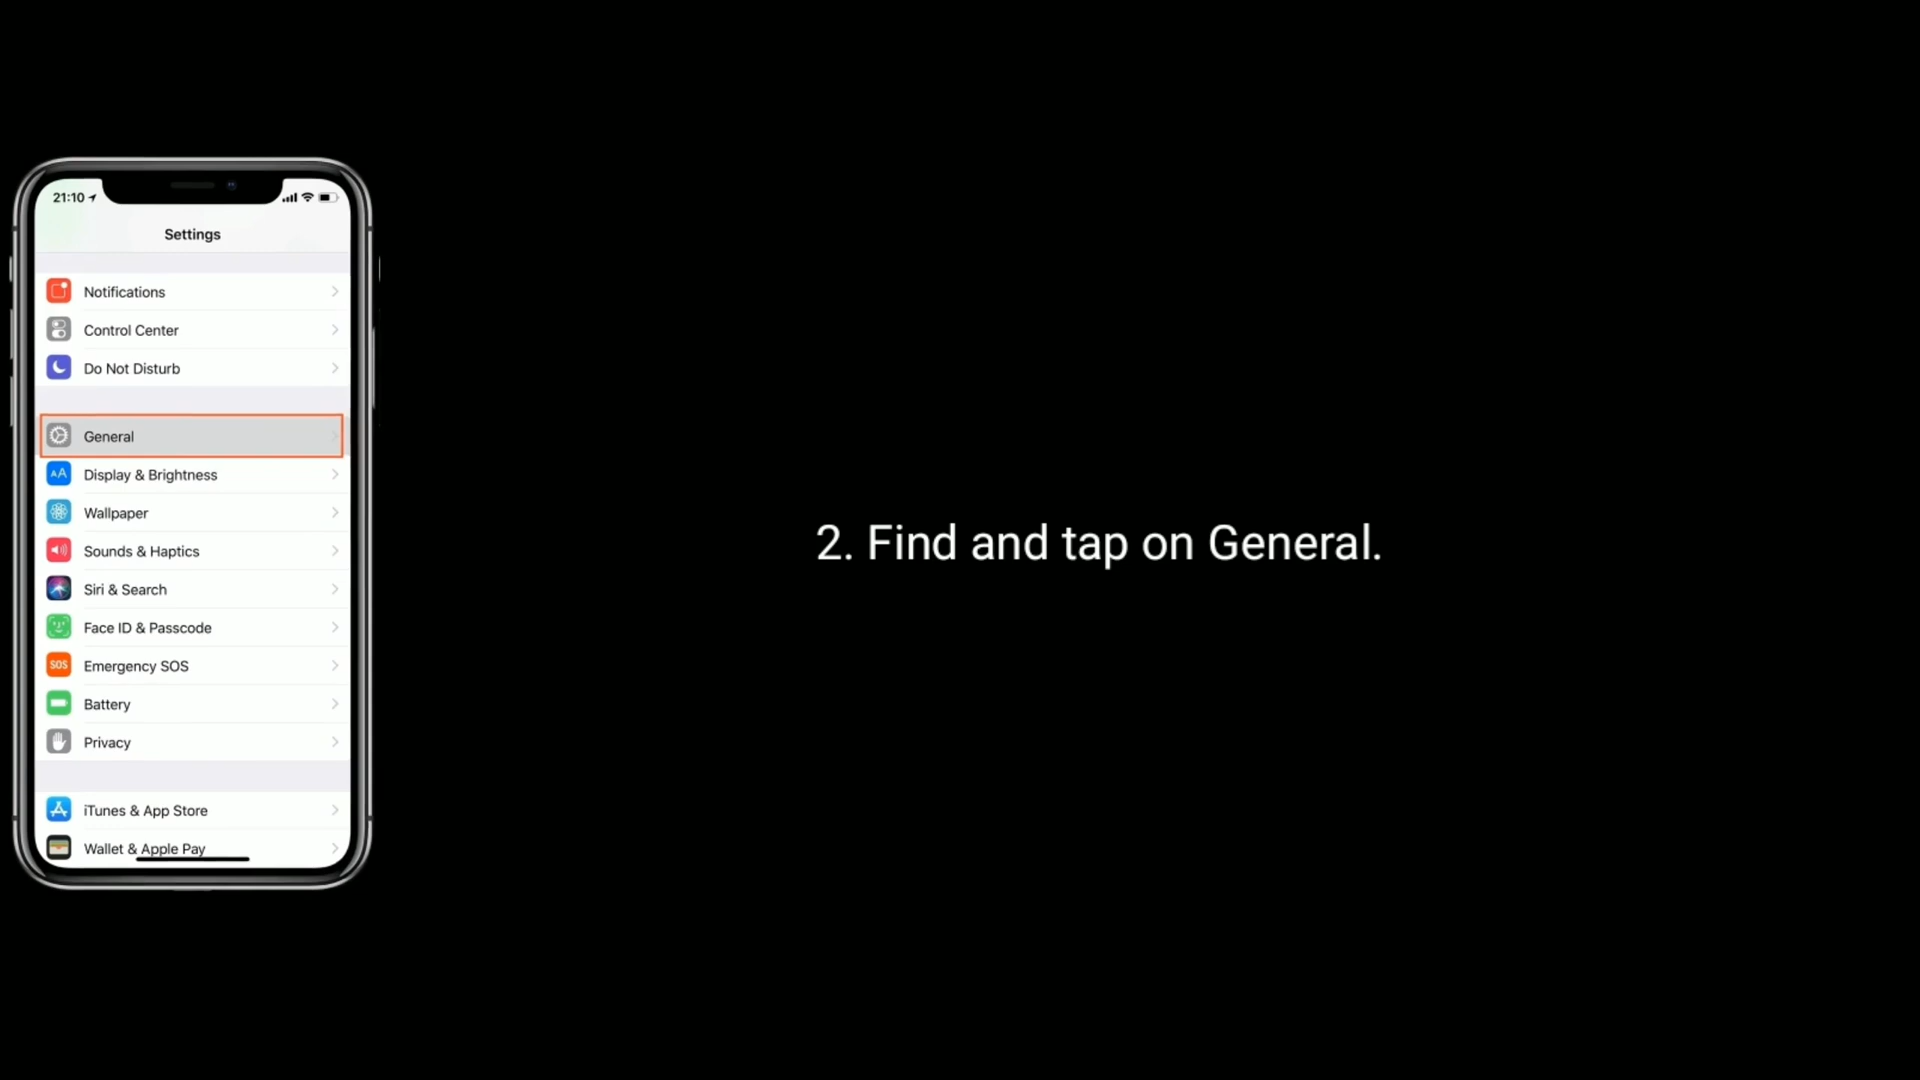 21:10
Settings
Notifications
Control Center
Do Not Disturb
General
AA
Display & Brightness
Wallpaper
Sounds & Haptics
Siri & Search
Face ID & Passcode
SOS
Emergency SOS
Battery
Privacy
iTunes & App Store
Wallet & Apple Pay
2. Find and tap on General.